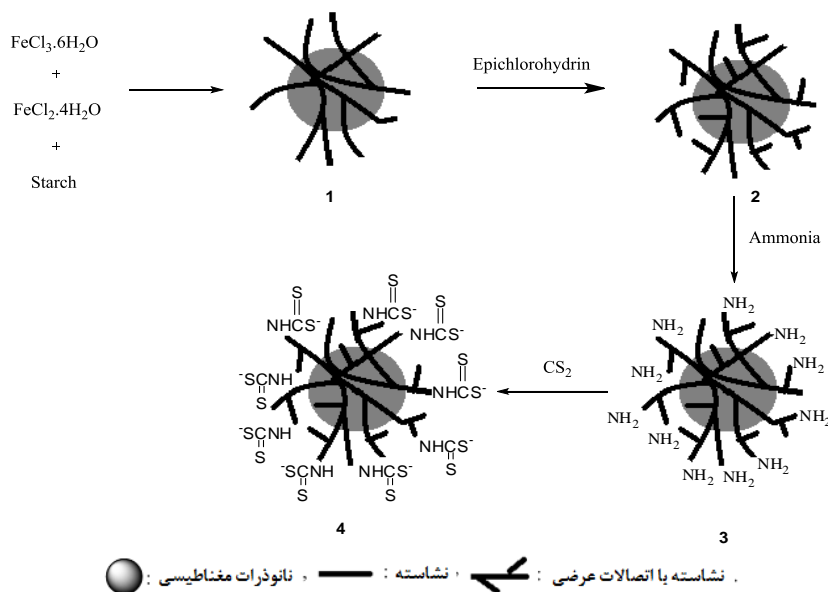 FeCl₃.6H₂O
+
FeCl₂.4H₂O
+
Starch
1
Epichlorohydrin
2
Ammonia
NH₂
NH₂
NH₂
NH₂
NH₂
NH₂
NH₂
NH₂
NH₂
NH₂
NH₂
3
CS₂
S
NHCS⁻
S
NHCS⁻
S
NHCS⁻
S
NHCS⁻
⁻SCNH
S
⁻SCNH
S
NHCS⁻
S
⁻SCNH
S
NHCS⁻
S
4
: نانوذرات مغناطیسی , : نشاسته , : نشاسته با اتصالات عرضی .